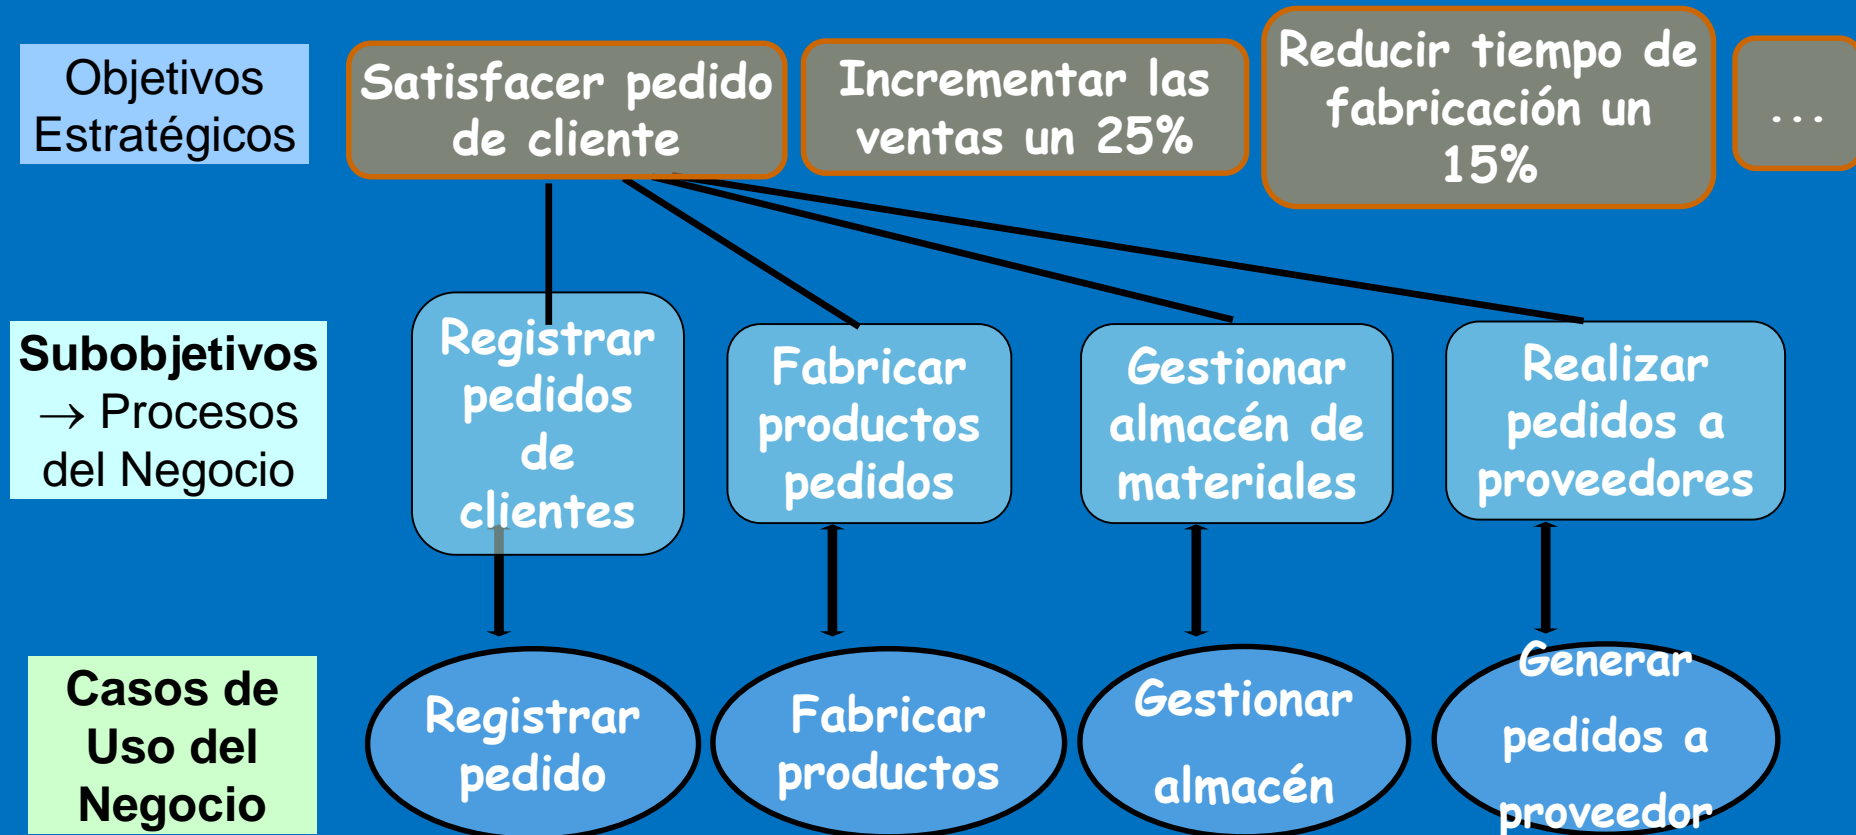 Objetivos
Estratégicos
Satisfacer pedido
de cliente
Incrementar las
ventas un 25%
Reducir tiempo de
fabricación un
15%
...
Subobjetivos
→ Procesos
del Negocio
Registrar
pedidos
de
clientes
Fabricar
productos
pedidos
Gestionar
almacén de
materiales
Realizar
pedidos a
proveedores
Casos de
Uso del
Negocio
Registrar
pedido
Fabricar
productos
Gestionar
almacén
Generar
pedidos a
proveedor